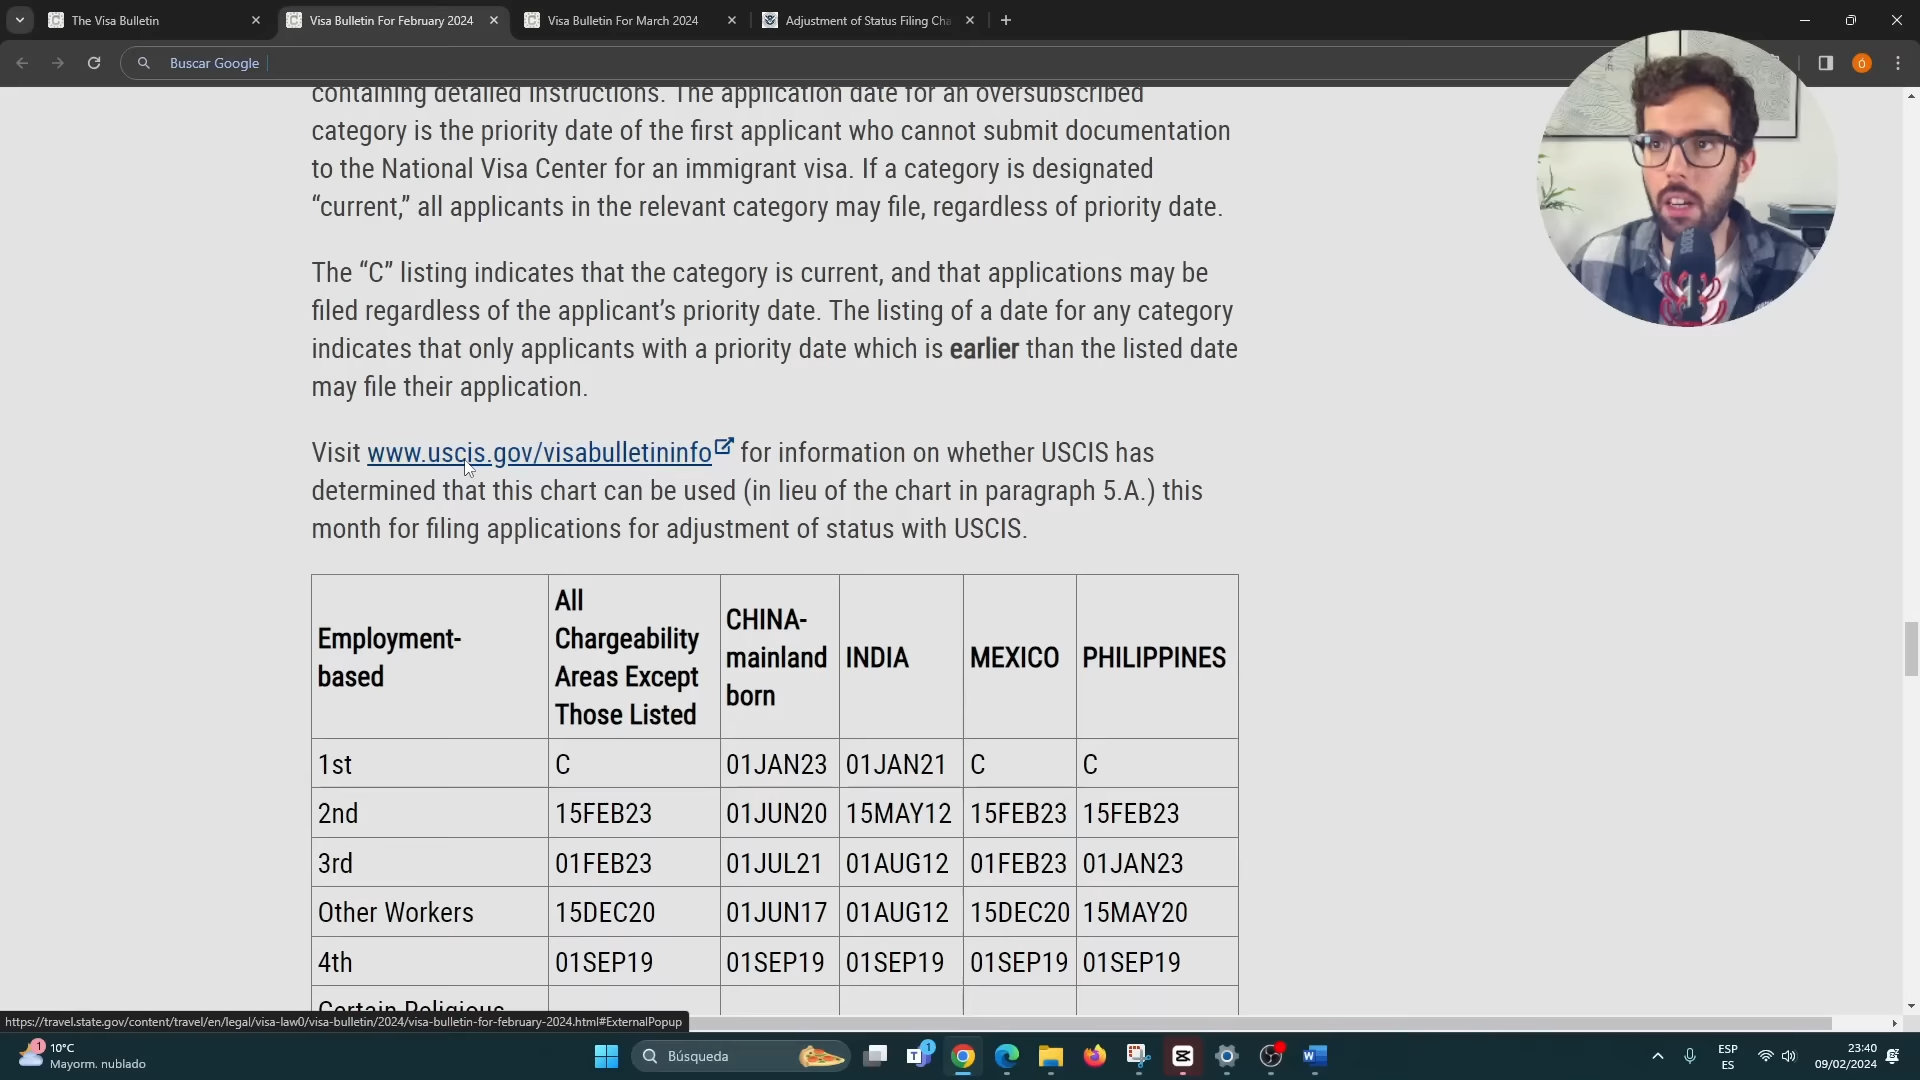 The Visa Bulletin
Visa Bulletin For February 2024
Visa Bulletin For March 2024
Adjustment of Status Filing Cha
Buscar Google
containing detailed instructions. The application date for an oversubscribed
category is the priority date of the first applicant who cannot submit documentation
to the National Visa Center for an immigrant visa. If a category is designated
“current,” all applicants in the relevant category may file, regardless of priority date.
The “C” listing indicates that the category is current, and that applications may be
filed regardless of the applicant’s priority date. The listing of a date for any category
indicates that only applicants with a priority date which is earlier than the listed date
may file their application.
Visit www.uscis.gov/visabulletininfo for information on whether USCIS has
determined that this chart can be used (in lieu of the chart in paragraph 5.A.) this
month for filing applications for adjustment of status with USCIS.
Employment-
based
All
Chargeability
Areas Except
Those Listed
CHINA-
mainland
born
INDIA
MEXICO
PHILIPPINES
1st C 01JAN23 01JAN21 C C
2nd 15FEB23 01JUN20 15MAY12 15FEB23 15FEB23
3rd 01FEB23 01JUL21 01AUG12 01FEB23 01JAN23
Other Workers 15DEC20 01JUN17 01AUG12 15DEC20 15MAY20
4th 01SEP19 01SEP19 01SEP19 01SEP19 01SEP19
Certain Religious
https://travel.state.gov/content/travel/en/legal/visa-law0/visa-bulletin/2024/visa-bulletin-for-february-2024.html#ExternalPopup
1
10°C
Mayorm. nublado
Búsqueda
1
ESP
ES
23:40
09/02/2024
RODE